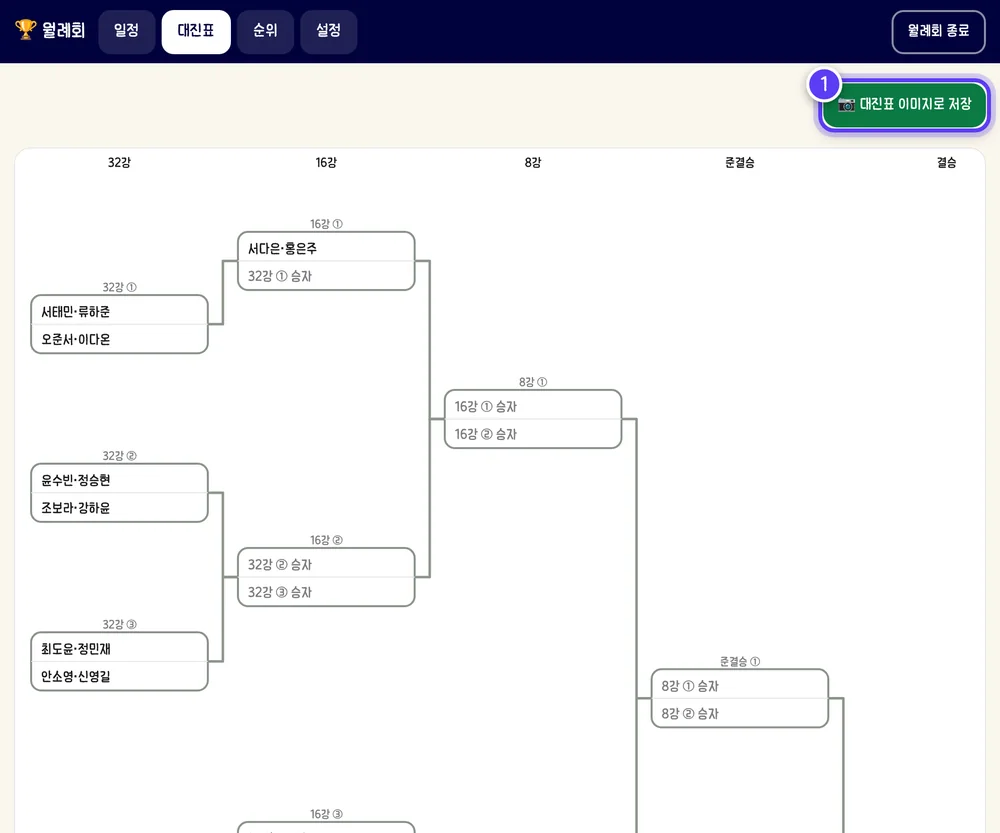 🏆 월례회 일정 대진표 순위 설정 월례회 종료
1
📷 대진표 이미지로 저장
32강 16강 8강 준결승 결승
16강 ①
서다은·홍은주
32강 ① 승자
32강 ①
서태민·류하준
오준서·이다온
8강 ①
16강 ① 승자
16강 ② 승자
32강 ②
윤수빈·정승현
조보라·강하윤
16강 ②
32강 ② 승자
32강 ③ 승자
32강 ③
최도윤·정민재
안소영·신영길
준결승 ①
8강 ① 승자
8강 ② 승자
16강 ③